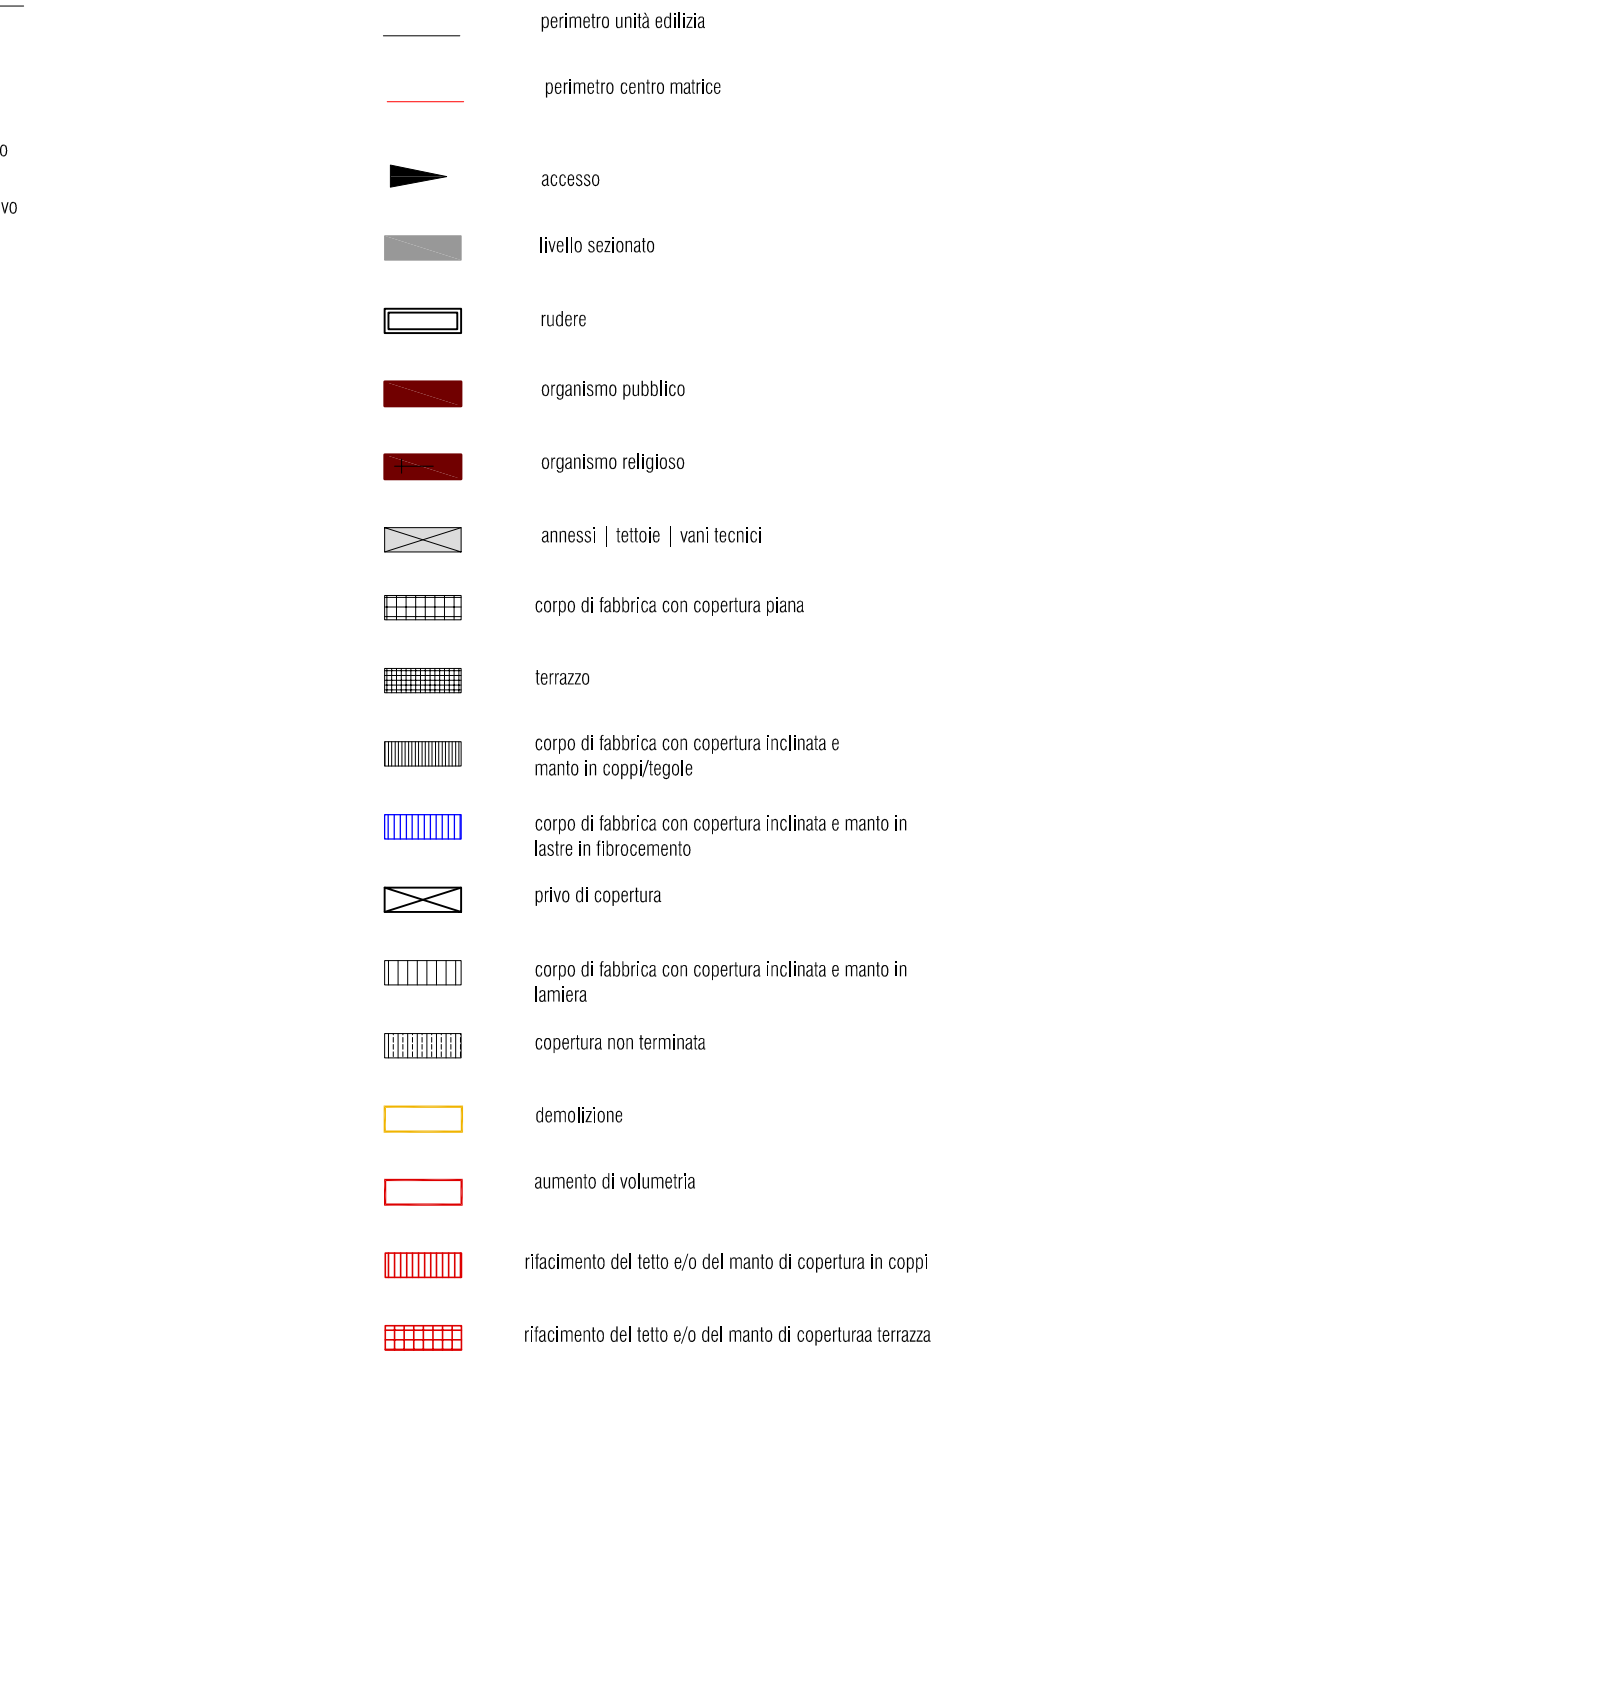 perimetro unità edilizia
perimetro centro matrice
o
vo
accesso
livello sezionato
rudere
organismo pubblico
organismo religioso
annessi | tettoie | vani tecnici
corpo di fabbrica con copertura piana
terrazzo
corpo di fabbrica con copertura inclinata e
manto in coppi/tegole
corpo di fabbrica con copertura inclinata e manto in
lastre in fibrocemento
privo di copertura
corpo di fabbrica con copertura inclinata e manto in
lamiera
copertura non terminata
demolizione
aumento di volumetria
rifacimento del tetto e/o del manto di copertura in coppi
rifacimento del tetto e/o del manto di coperturaa terrazza